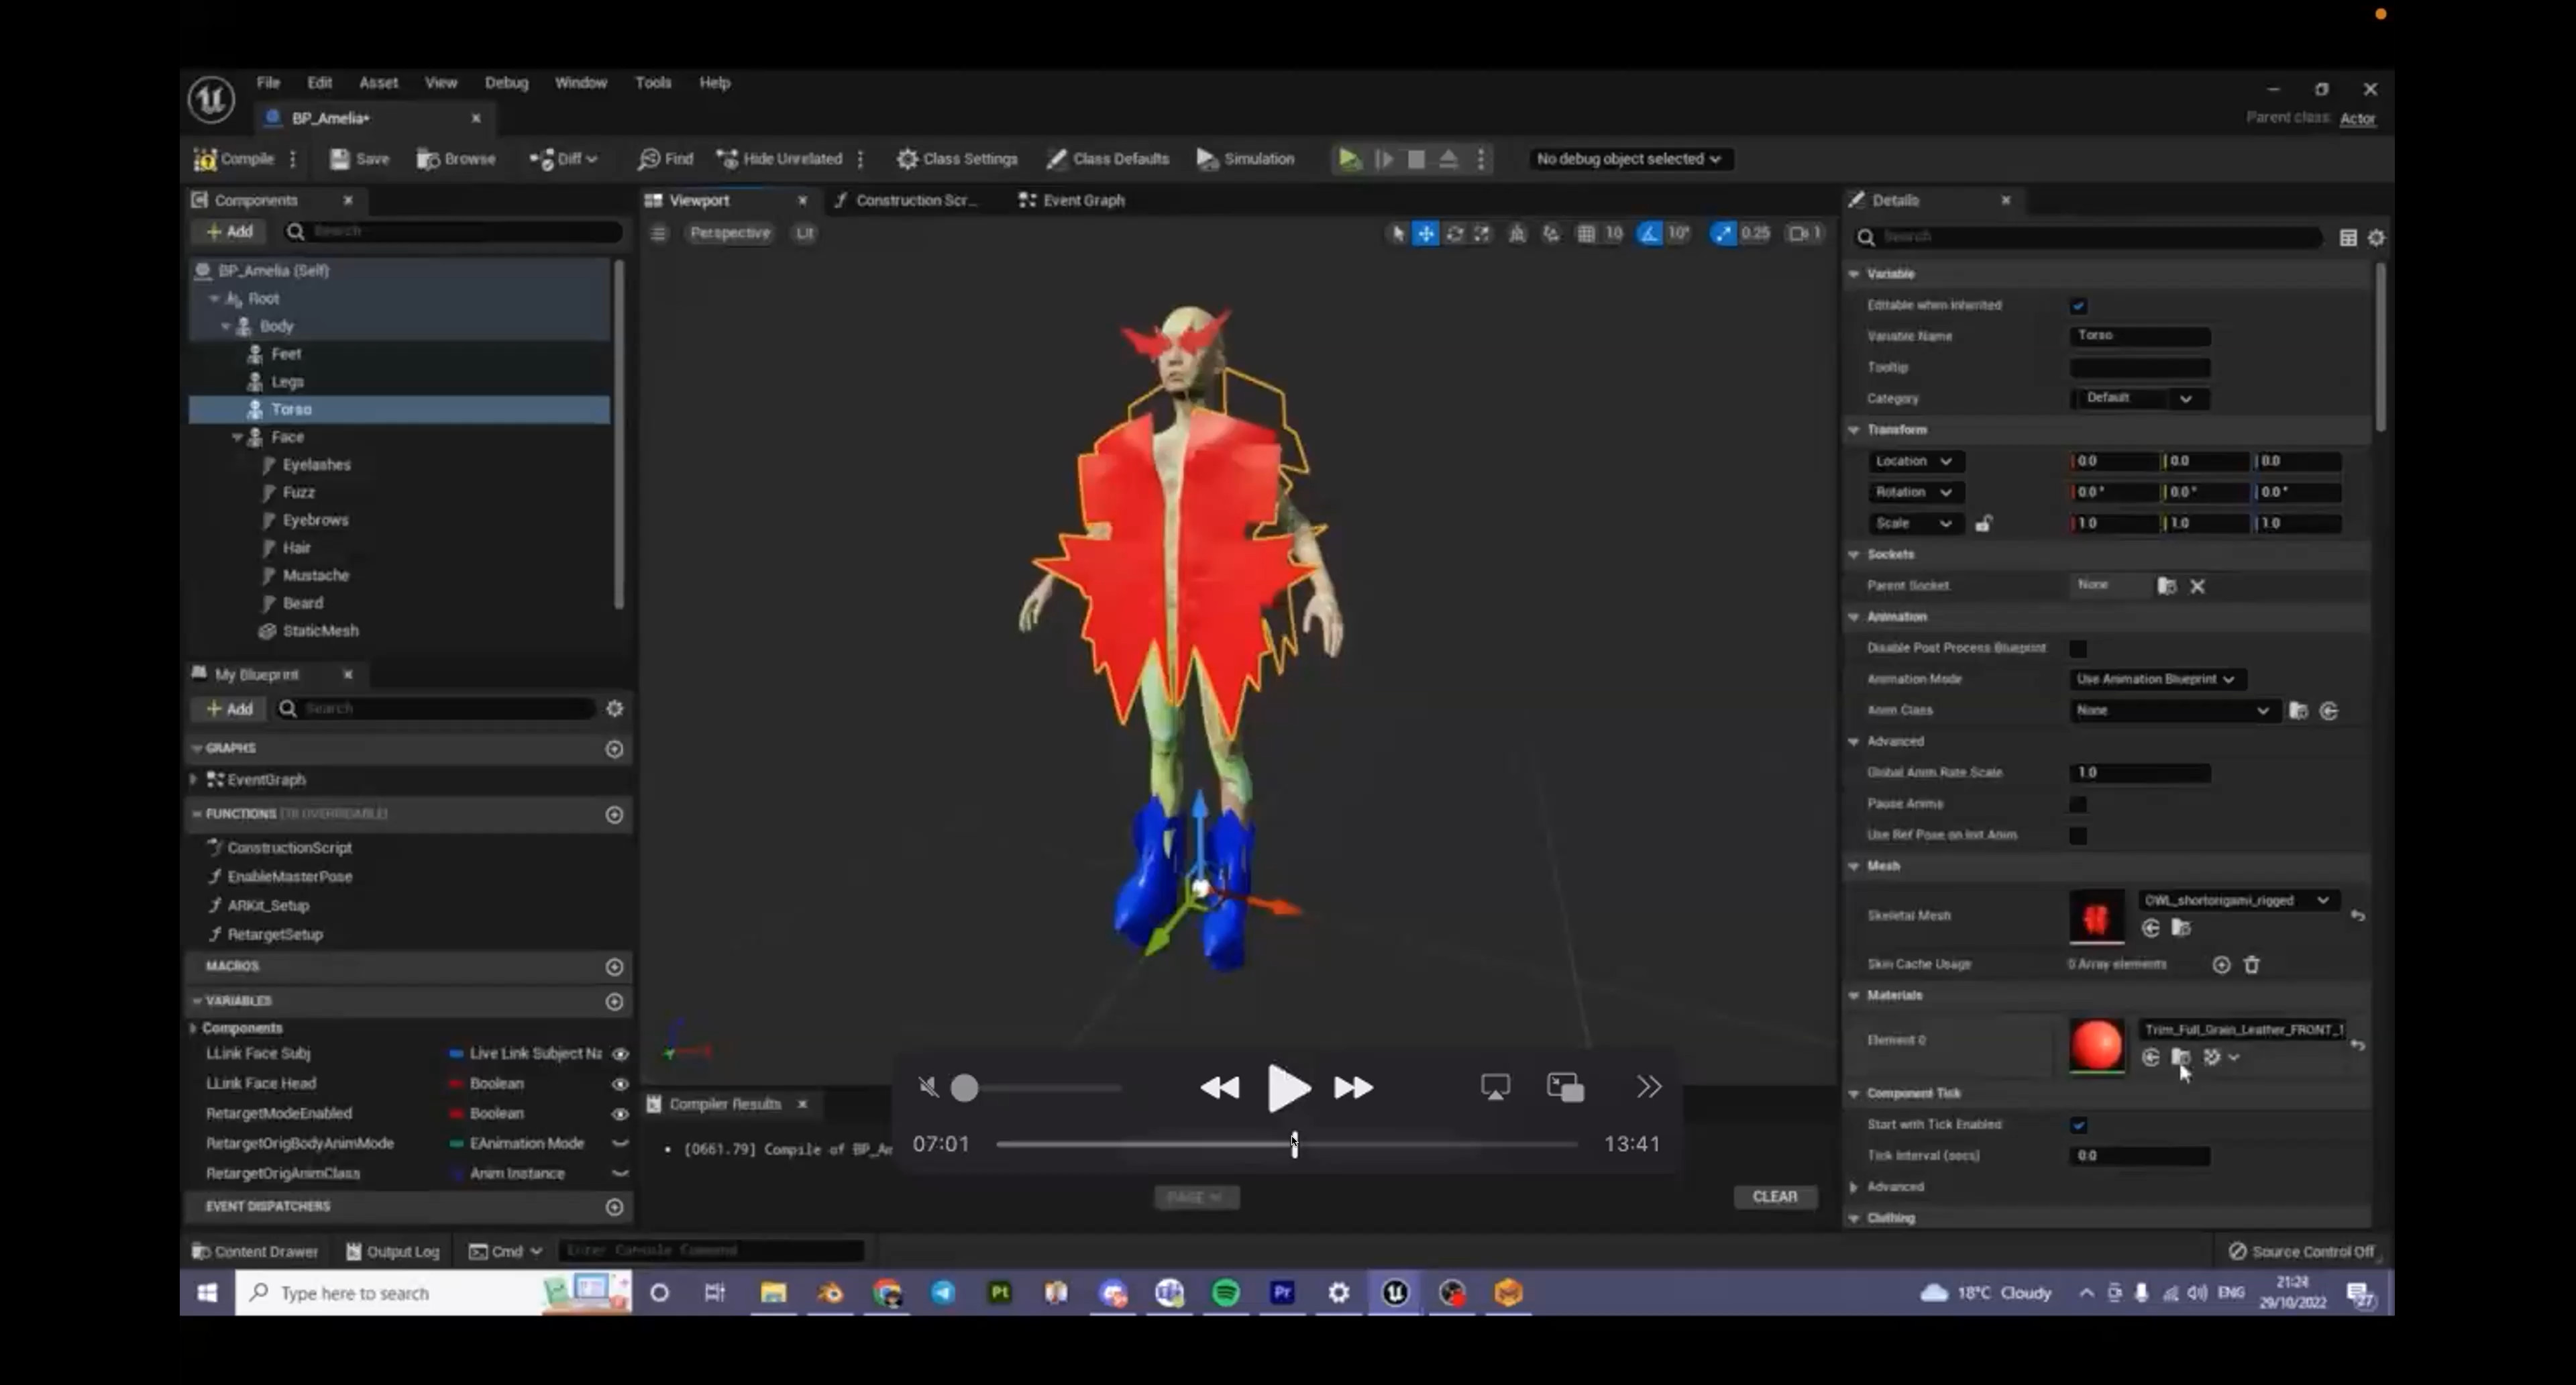 File Edit Asset View Debug Window Tools Help
BP_Amelia*
Parent class: Actor
Compile Save Browse Diff Find Hide Unrelated Class Settings Class Defaults Simulation No debug object selected
Components
Add Search
BP_Amelia (Self)
Root
Body
Feet
Legs
Torso
Face
Eyelashes
Fuzz
Eyebrows
Hair
Mustache
Beard
StaticMesh
My Blueprint
Add Search
GRAPHS
EventGraph
FUNCTIONS
ConstructionScript
EnableMasterPose
ARKit_Setup
RetargetSetup
MACROS
VARIABLES
Components
LLink Face Subj Live Link Subject Na
LLink Face Head Boolean
RetargetModeEnabled Boolean
RetargetOrigBodyAnimMode EAnimation Mode
RetargetOrigAnimClass Anim Instance
EVENT DISPATCHERS
Viewport Construction Scr... Event Graph
Perspective Lit
10 10° 0.25 1
Compiler Results
[0661.79] Compile of BP_Am
07:01 13:41
PAGE
CLEAR
Details
Search
Variable
Editable when Inherited
Variable Name Torso
Tooltip
Category Default
Transform
Location 0.0 0.0 0.0
Rotation 0.0° 0.0° 0.0°
Scale 1.0 1.0 1.0
Sockets
Parent Socket None
Animation
Disable Post Process Blueprint
Animation Mode Use Animation Blueprint
Anim Class None
Advanced
Global Anim Rate Scale 1.0
Pause Anims
Use Ref Pose on Init Anim
Mesh
Skeletal Mesh OWL_shortorigami_rigged
Skin Cache Usage 0 Array elements
Materials
Element 0 Trim_Full_Grain_Leather_FRONT_1
Component Tick
Start with Tick Enabled
Tick Interval (secs) 0.0
Advanced
Clothing
Content Drawer Output Log Cmd Enter Console Command
Source Control Off
Type here to search
Pt Pr
18°C Cloudy ENG
21:28
29/10/2022
27